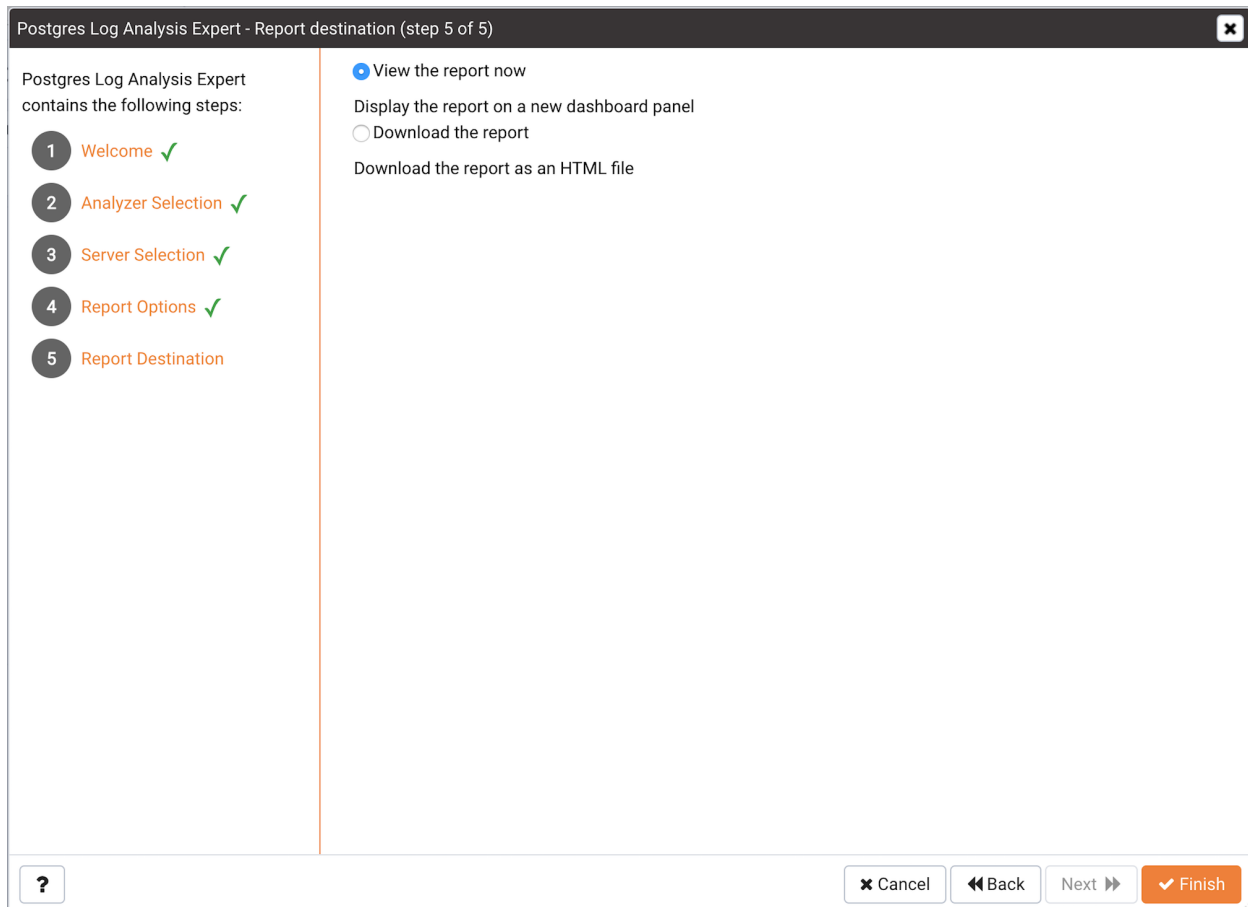 Postgres Log Analysis Expert - Report destination (step 5 of 5)
Postgres Log Analysis Expert
contains the following steps:
1 Welcome
2 Analyzer Selection
3 Server Selection
4 Report Options
5 Report Destination
View the report now
Display the report on a new dashboard panel
Download the report
Download the report as an HTML file
? Cancel Back Next Finish